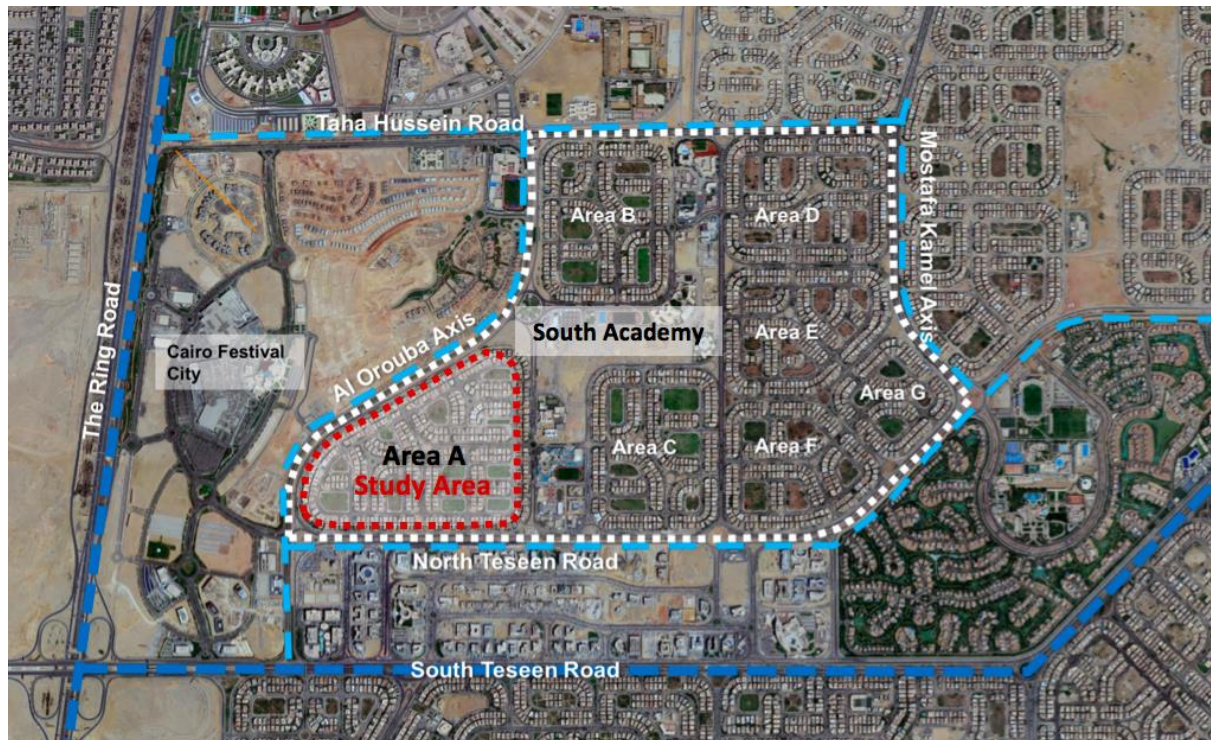 Taha Hussein Road
Mostafa Kamel Axis
Area B
Area D
The Ring Road
Cairo Festival
City
Al Orouba Axis
South Academy
Area E
Area G
Area A
Study Area
Area C
Area F
North Teseen Road
South Teseen Road